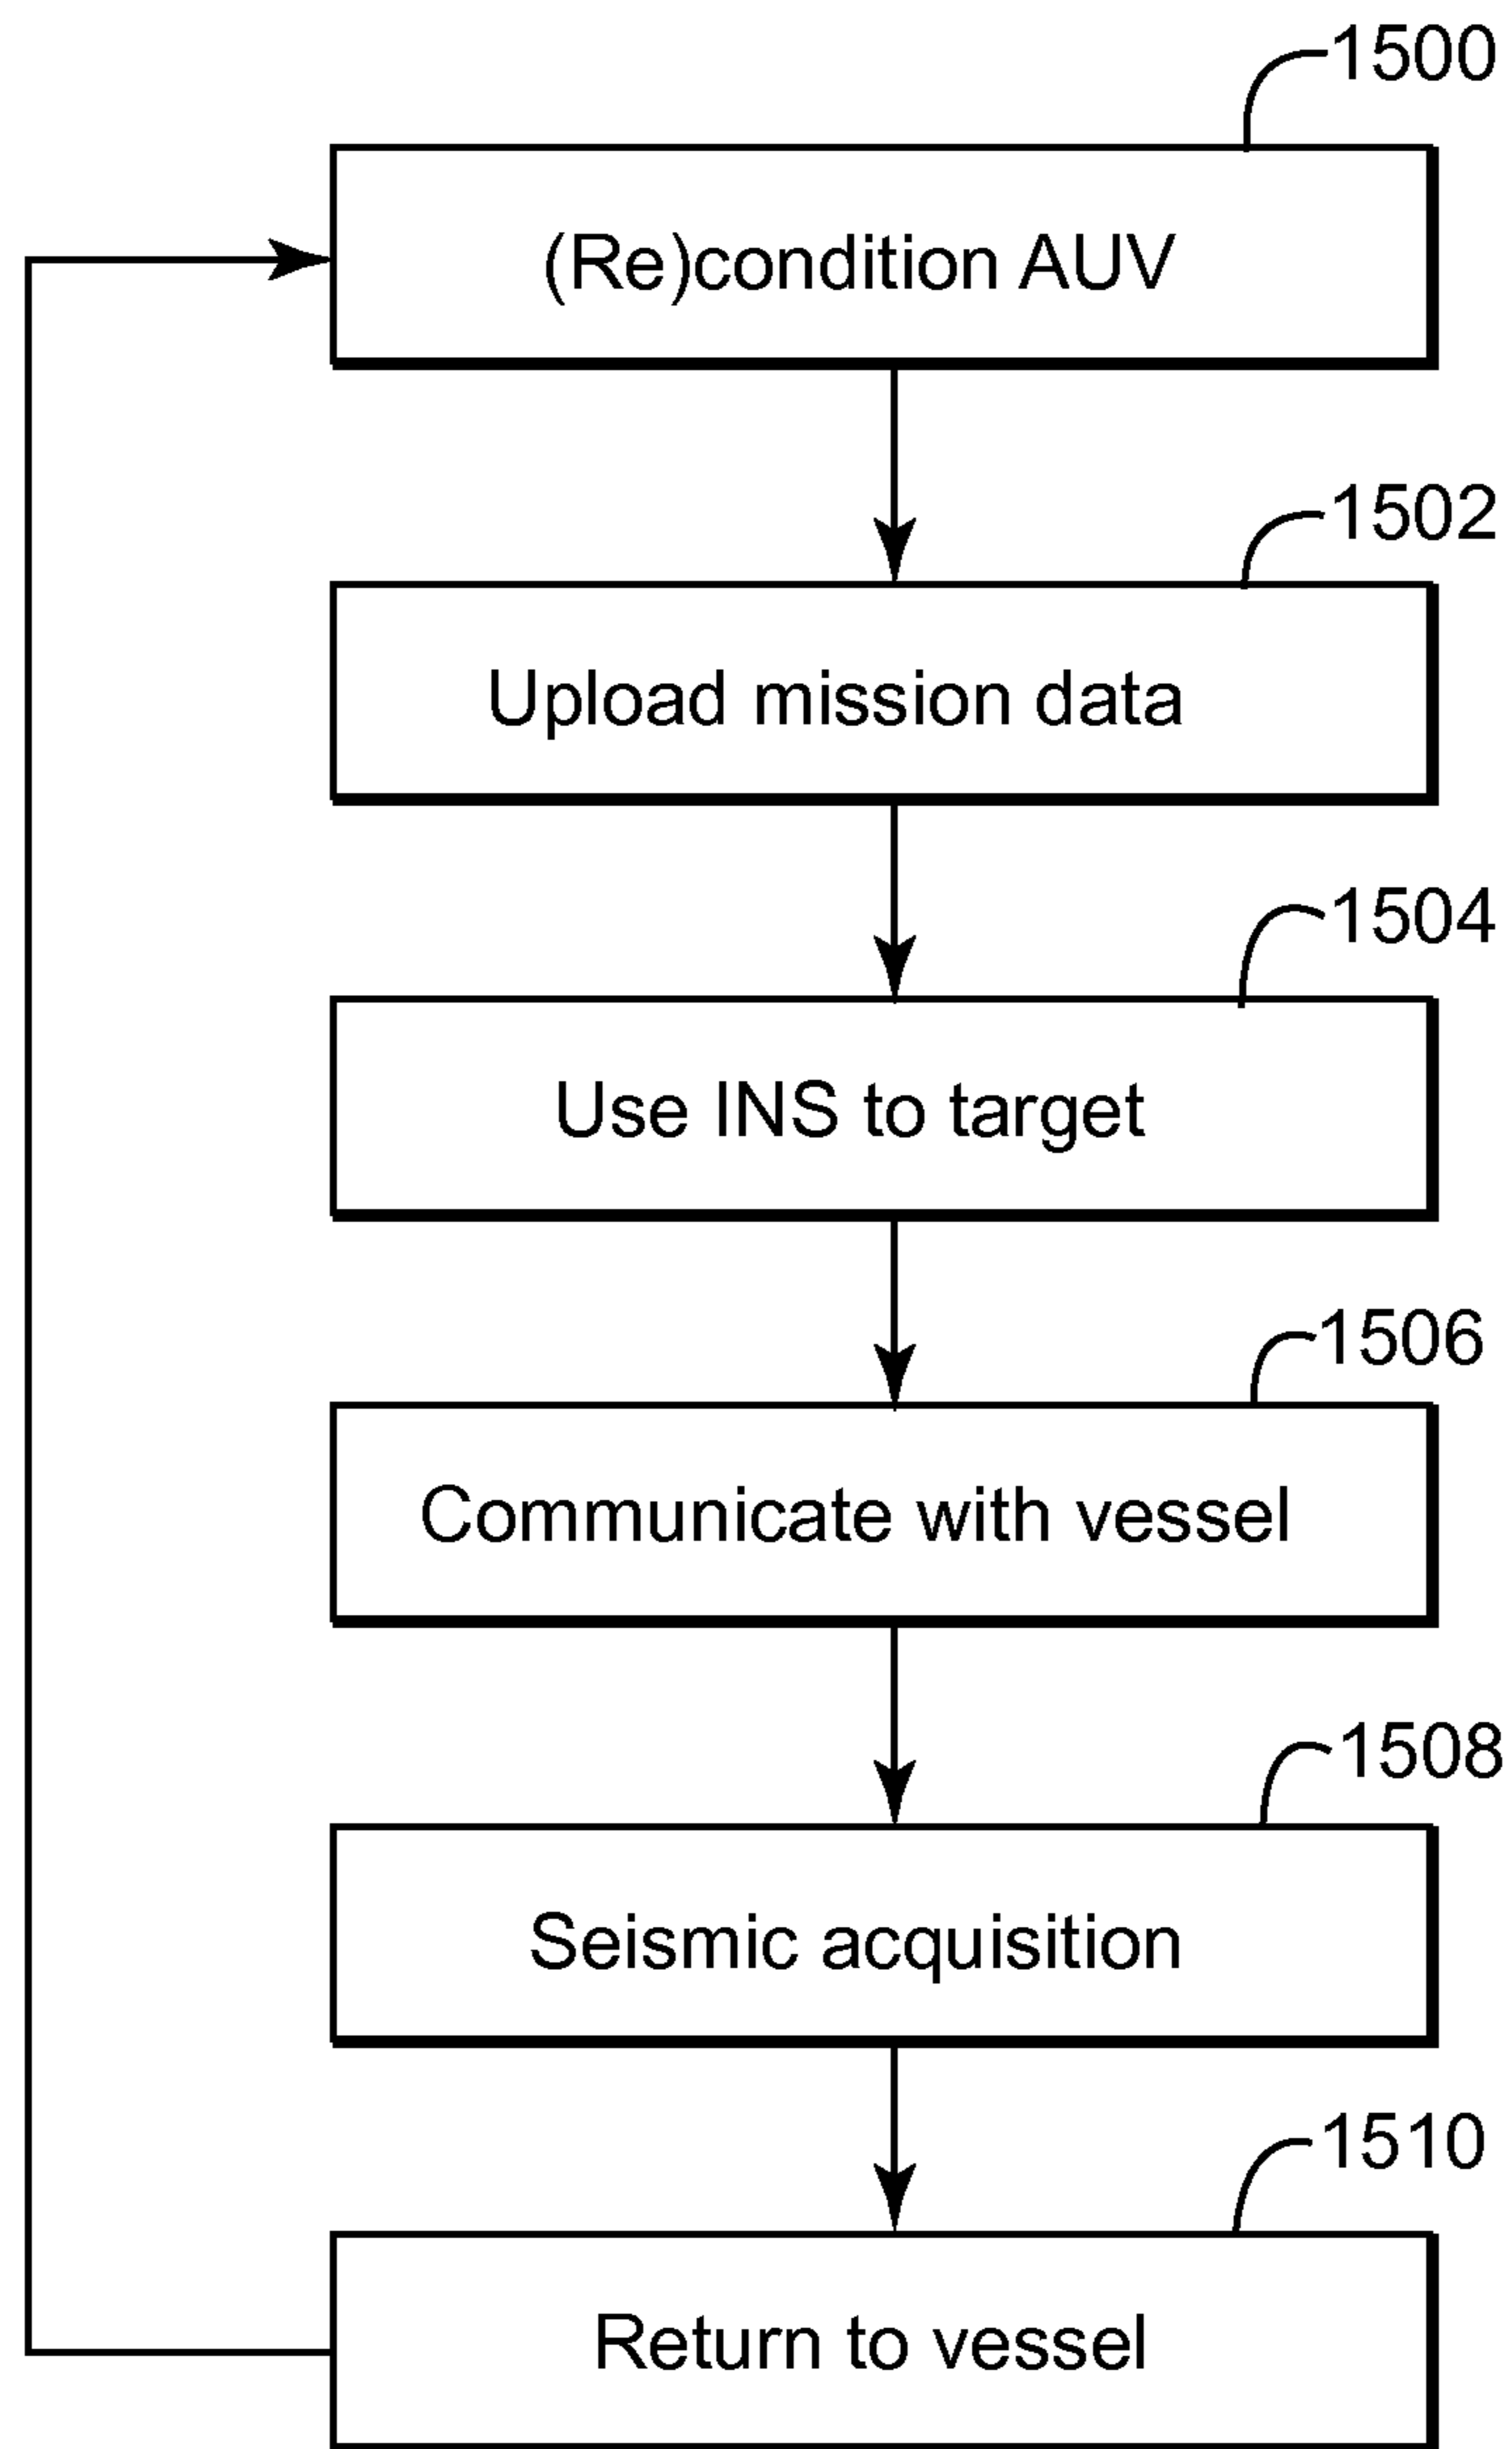 1500
(Re)condition AUV
1502
Upload mission data
1504
Use INS to target
1506
Communicate with vessel
1508
Seismic acquisition
1510
Return to vessel